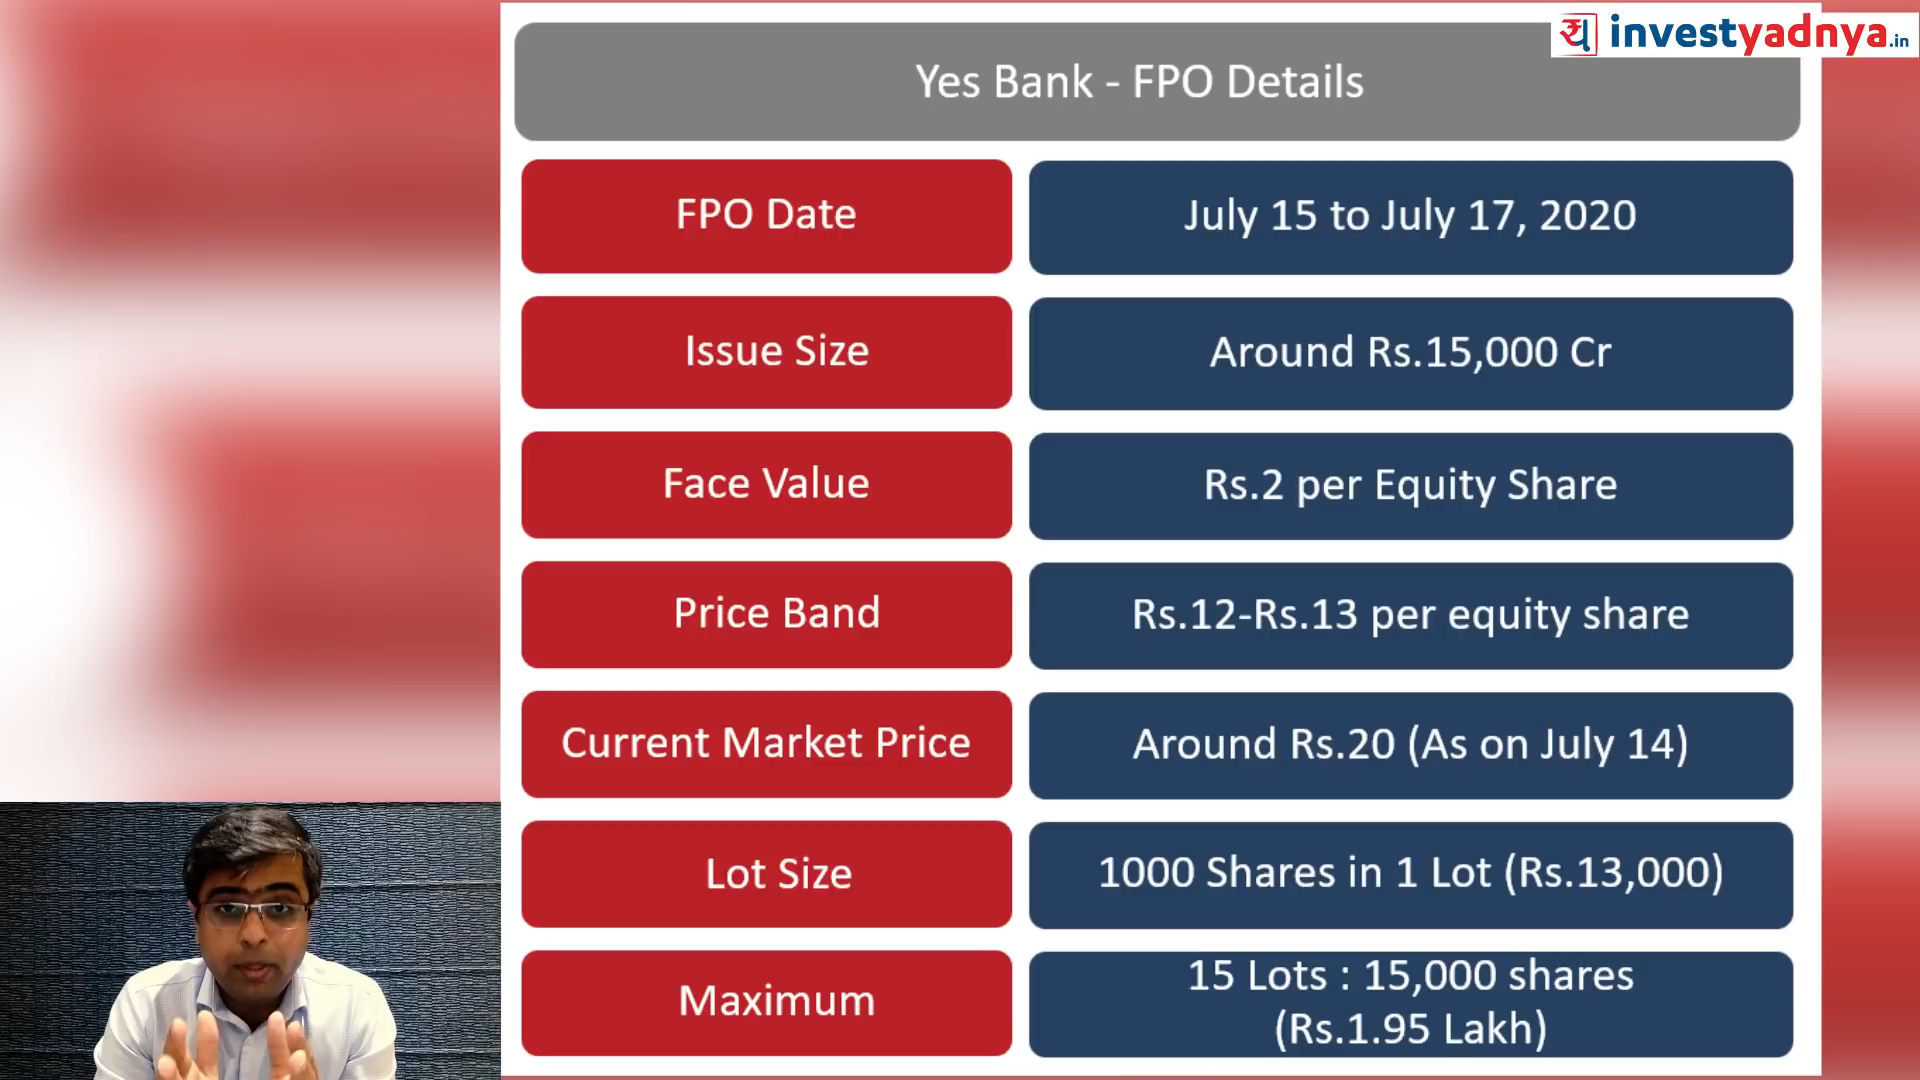 investyadnya.in
Yes Bank - FPO Details
FPO Date
July 15 to July 17, 2020
Issue Size
Around Rs.15,000 Cr
Face Value
Rs.2 per Equity Share
Price Band
Rs.12-Rs.13 per equity share
Current Market Price
Around Rs.20 (As on July 14)
Lot Size
1000 Shares in 1 Lot (Rs.13,000)
Maximum
15 Lots : 15,000 shares
(Rs.1.95 Lakh)